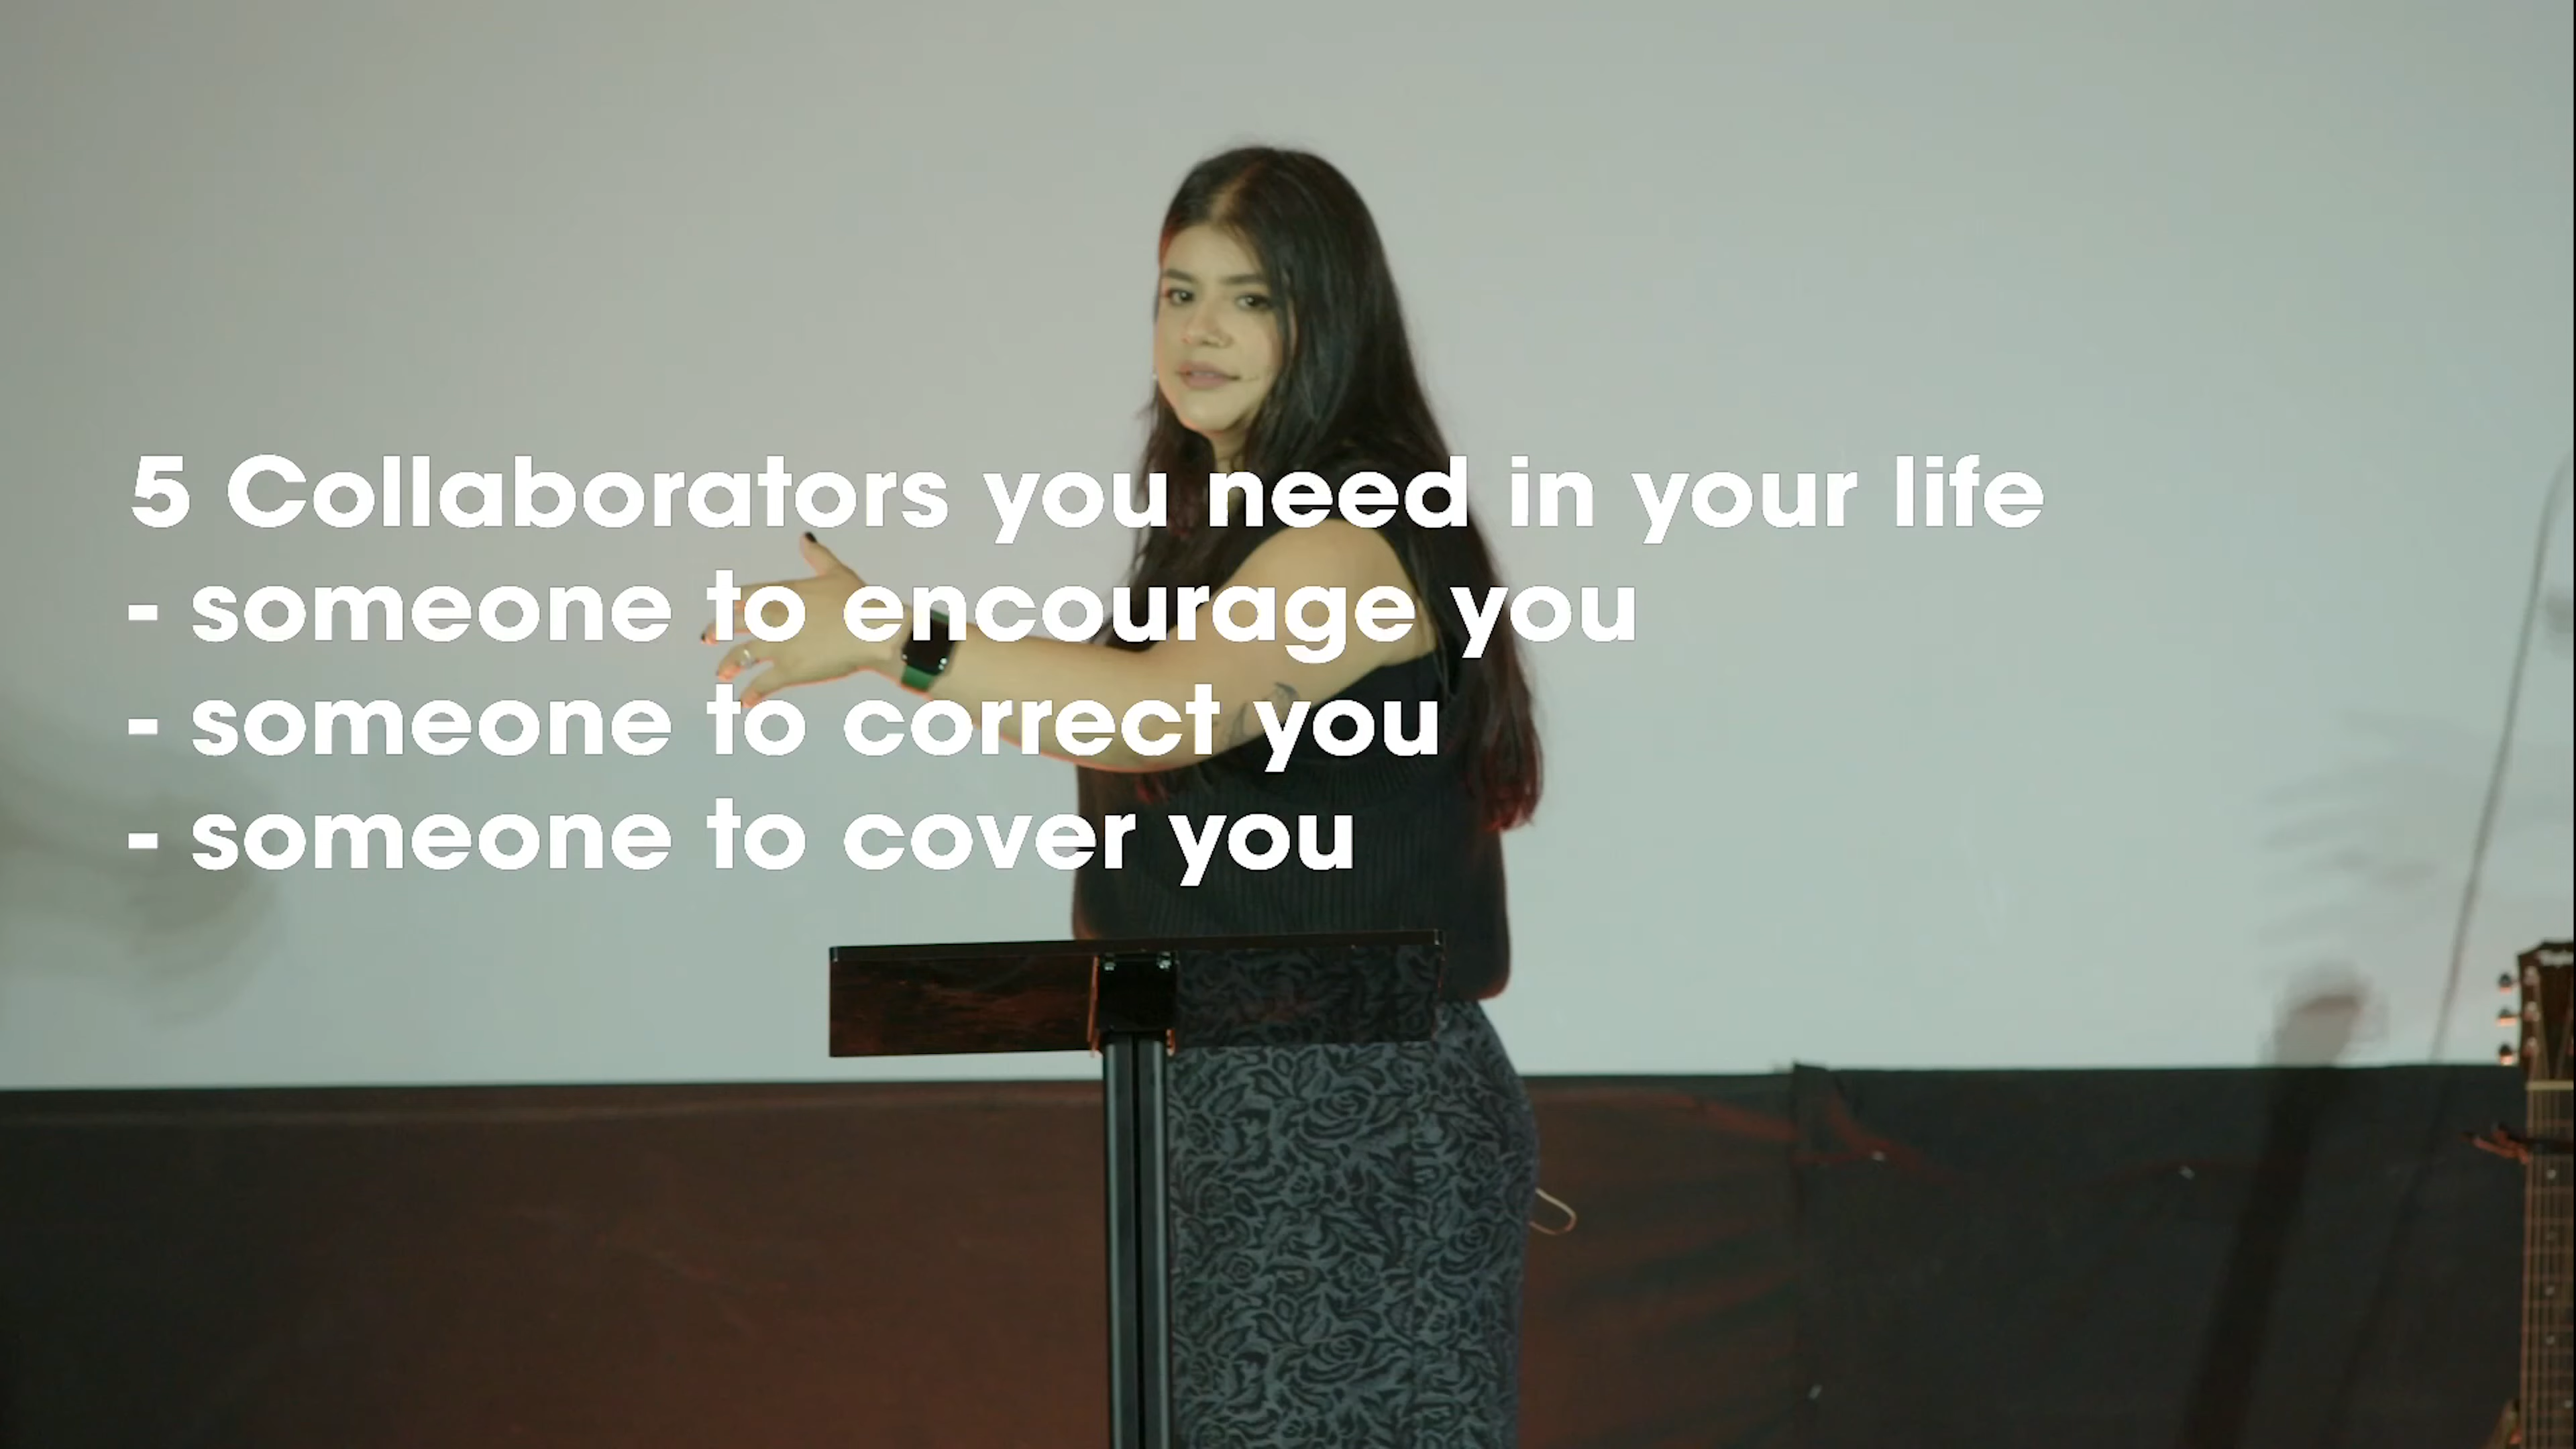 5 Collaborators you need in your life
- someone to encourage you
- someone to correct you
- someone to cover you